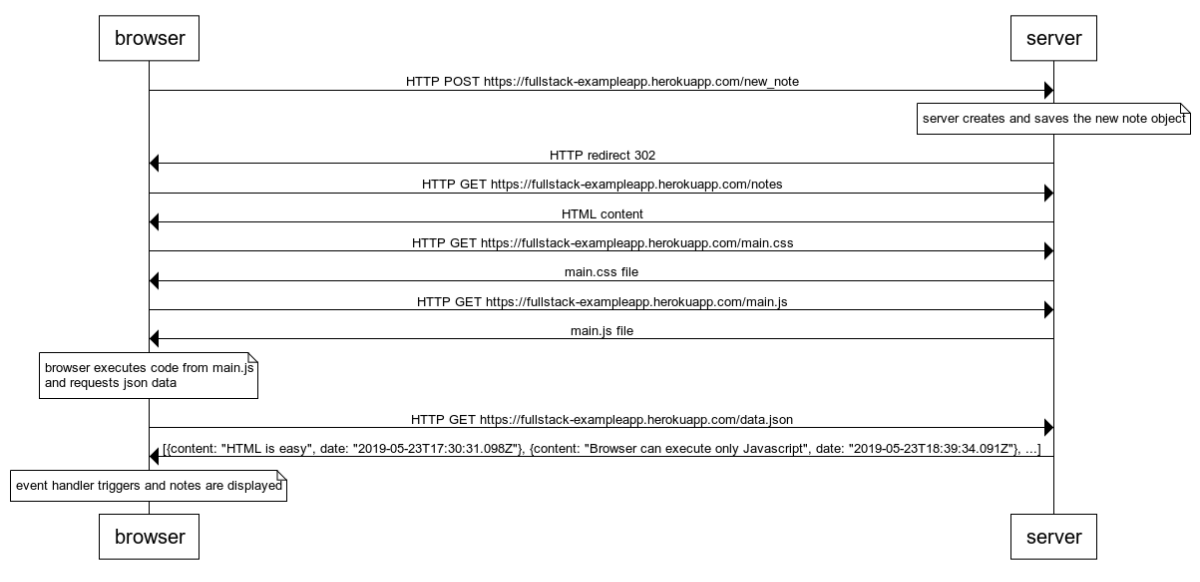 browser
server
HTTP POST https://fullstack-exampleapp.herokuapp.com/new_note
server creates and saves the new note object
HTTP redirect 302
HTTP GET https://fullstack-exampleapp.herokuapp.com/notes
HTML content
HTTP GET https://fullstack-exampleapp.herokuapp.com/main.css
main.css file
HTTP GET https://fullstack-exampleapp.herokuapp.com/main.js
main.js file
browser executes code from main.js
and requests json data
HTTP GET https://fullstack-exampleapp.herokuapp.com/data.json
[{content: "HTML is easy", date: "2019-05-23T17:30:31.098Z"}, {content: "Browser can execute only Javascript", date: "2019-05-23T18:39:34.091Z"}, ...]
event handler triggers and notes are displayed
browser
server